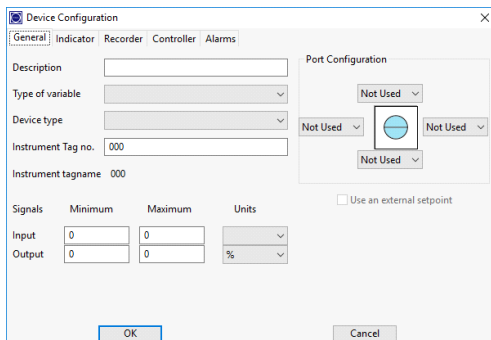 Device Configuration
General Indicator Recorder Controller Alarms
Description
Type of variable
Device type
Instrument Tag no. 000
Instrument tagname 000
Port Configuration
Not Used
Not Used Not Used
Not Used
Use an external setpoint
Signals Minimum Maximum Units
Input 0 0
Output 0 0 %
OK Cancel